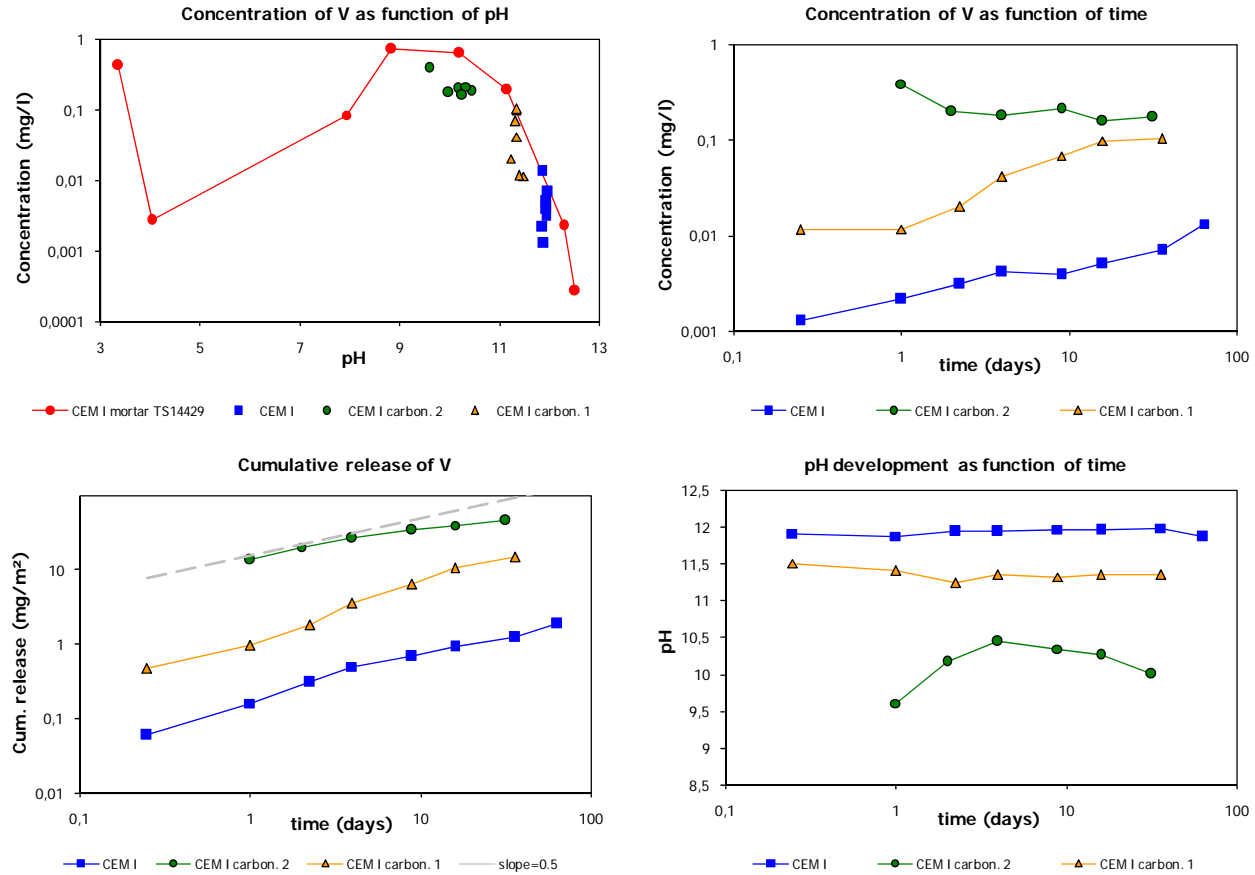 Concentration of V as function of pH
Concentration (mg/l)
1
0,1
0,01
0,001
0,0001
3 5 7 9 11 13
pH
CEM I mortar TS14429 CEM I CEM I carbon. 2 CEM I carbon. 1
Concentration of V as function of time
Concentration (mg/l)
1
0,1
0,01
0,001
0,1 1 10 100
time (days)
CEM I CEM I carbon. 2 CEM I carbon. 1
Cumulative release of V
Cum. release (mg/m²)
10
1
0,1
0,01
0,1 1 10 100
time (days)
CEM I CEM I carbon. 2 CEM I carbon. 1 slope=0.5
pH development as function of time
pH
12,5
12
11,5
11
10,5
10
9,5
9
8,5
0,1 1 10 100
time (days)
CEM I CEM I carbon. 2 CEM I carbon. 1